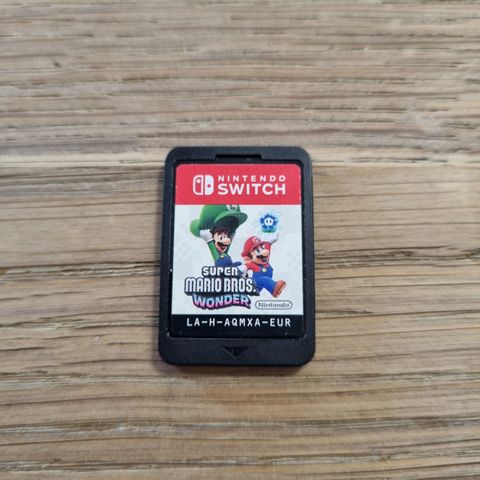 NINTENDO
SWITCH
SUPER
MARIO BROS.
WONDER
Nintendo
LA-H-AQMXA-EUR